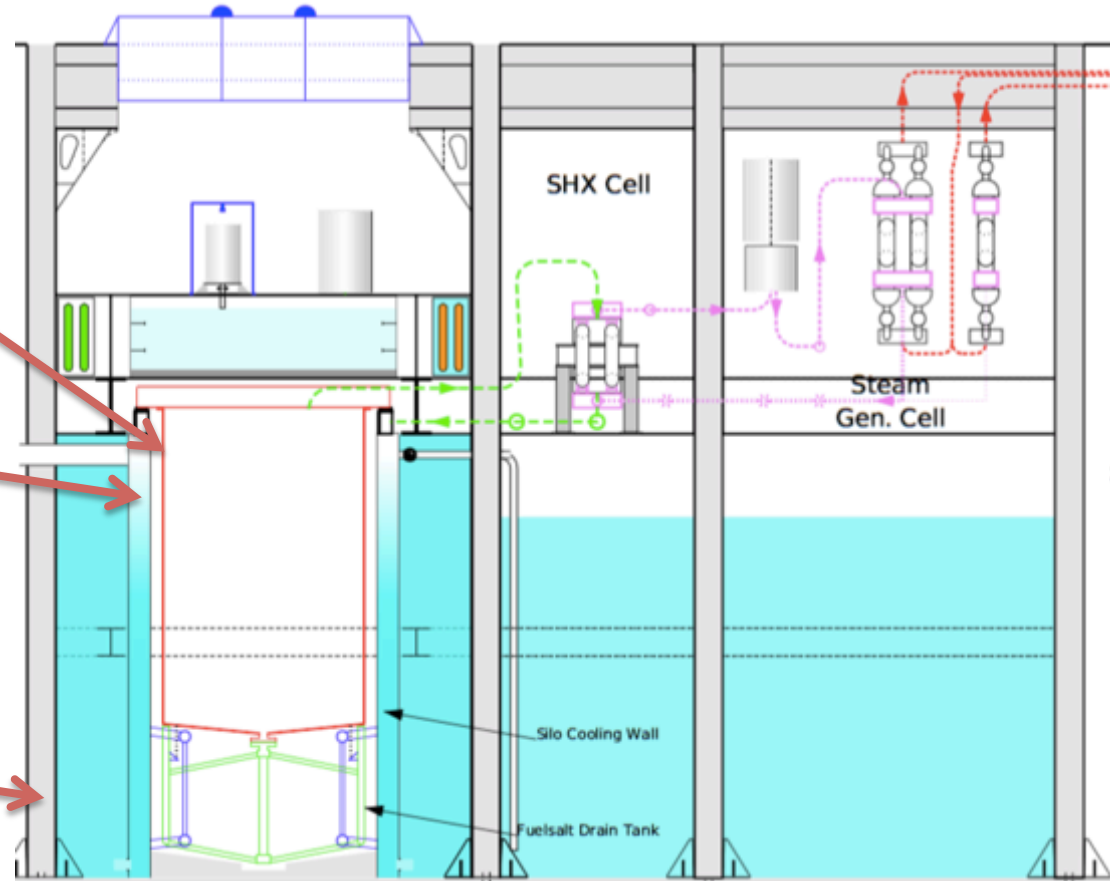 SHX Cell
Steam
Gen. Cell
Silo Cooling Wall
Fuelsalt Drain Tank